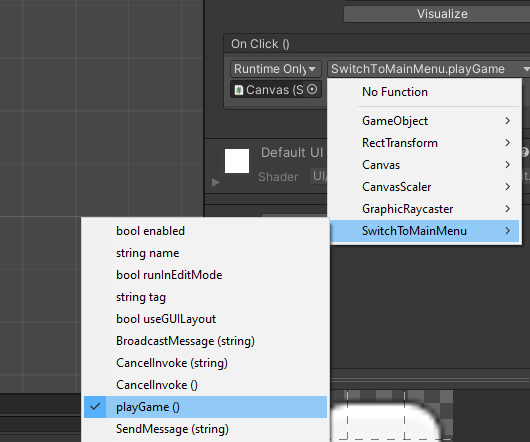 Visualize
On Click ()
Runtime Only SwitchToMainMenu.playGame
Canvas (S
No Function
GameObject
RectTransform
Canvas
CanvasScaler
GraphicRaycaster
SwitchToMainMenu
Default UI
Shader UI/
bool enabled
string name
bool runInEditMode
string tag
bool useGUILayout
BroadcastMessage (string)
CancelInvoke (string)
CancelInvoke ()
playGame ()
SendMessage (string)